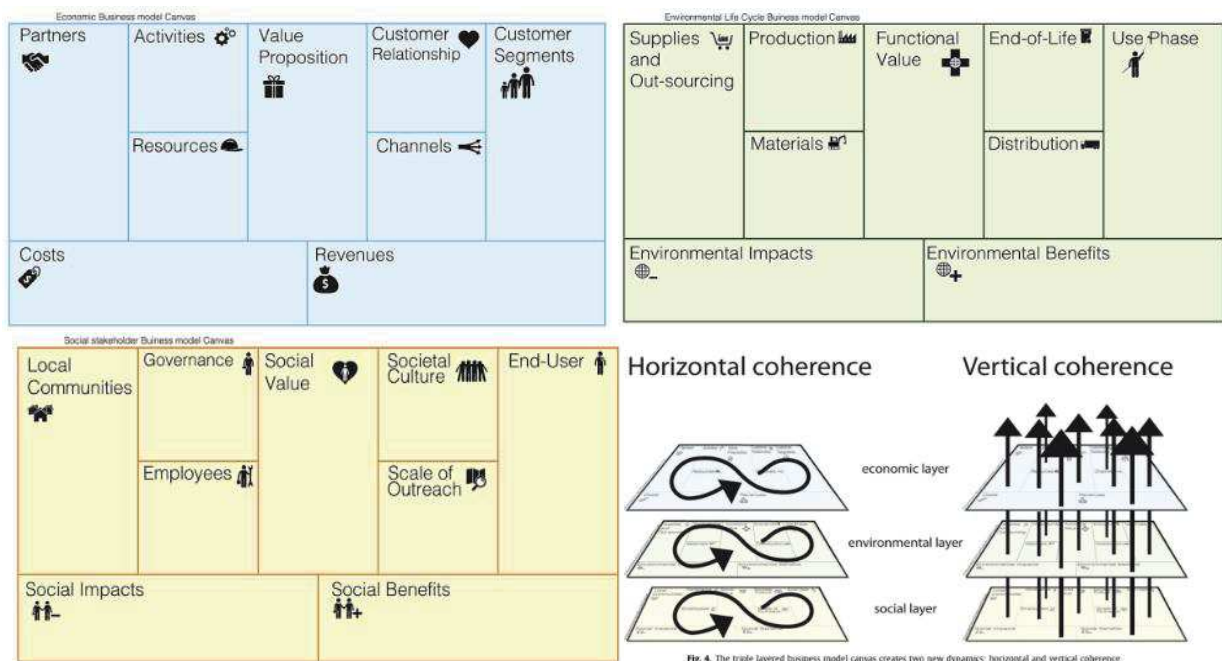 Economic Business model Canvas
Partners
Activities
Value
Proposition
Customer
Relationship
Customer
Segments
Resources
Channels
Costs
Revenues
Environmental Life Cycle Buiness model Canvas
Supplies
and
Out-sourcing
Production
Functional
Value
End-of-Life
Use Phase
Materials
Distribution
Environmental Impacts
Environmental Benefits
Social stakeholder Buiness model Canvas
Local
Communities
Governance
Social
Value
Societal
Culture
End-User
Employees
Scale of
Outreach
Social Impacts
Social Benefits
Horizontal coherence
Vertical coherence
economic layer
environmental layer
social layer
Fig. 4. The triple layered business model canvas creates two new dynamics: horizontal and vertical coherence